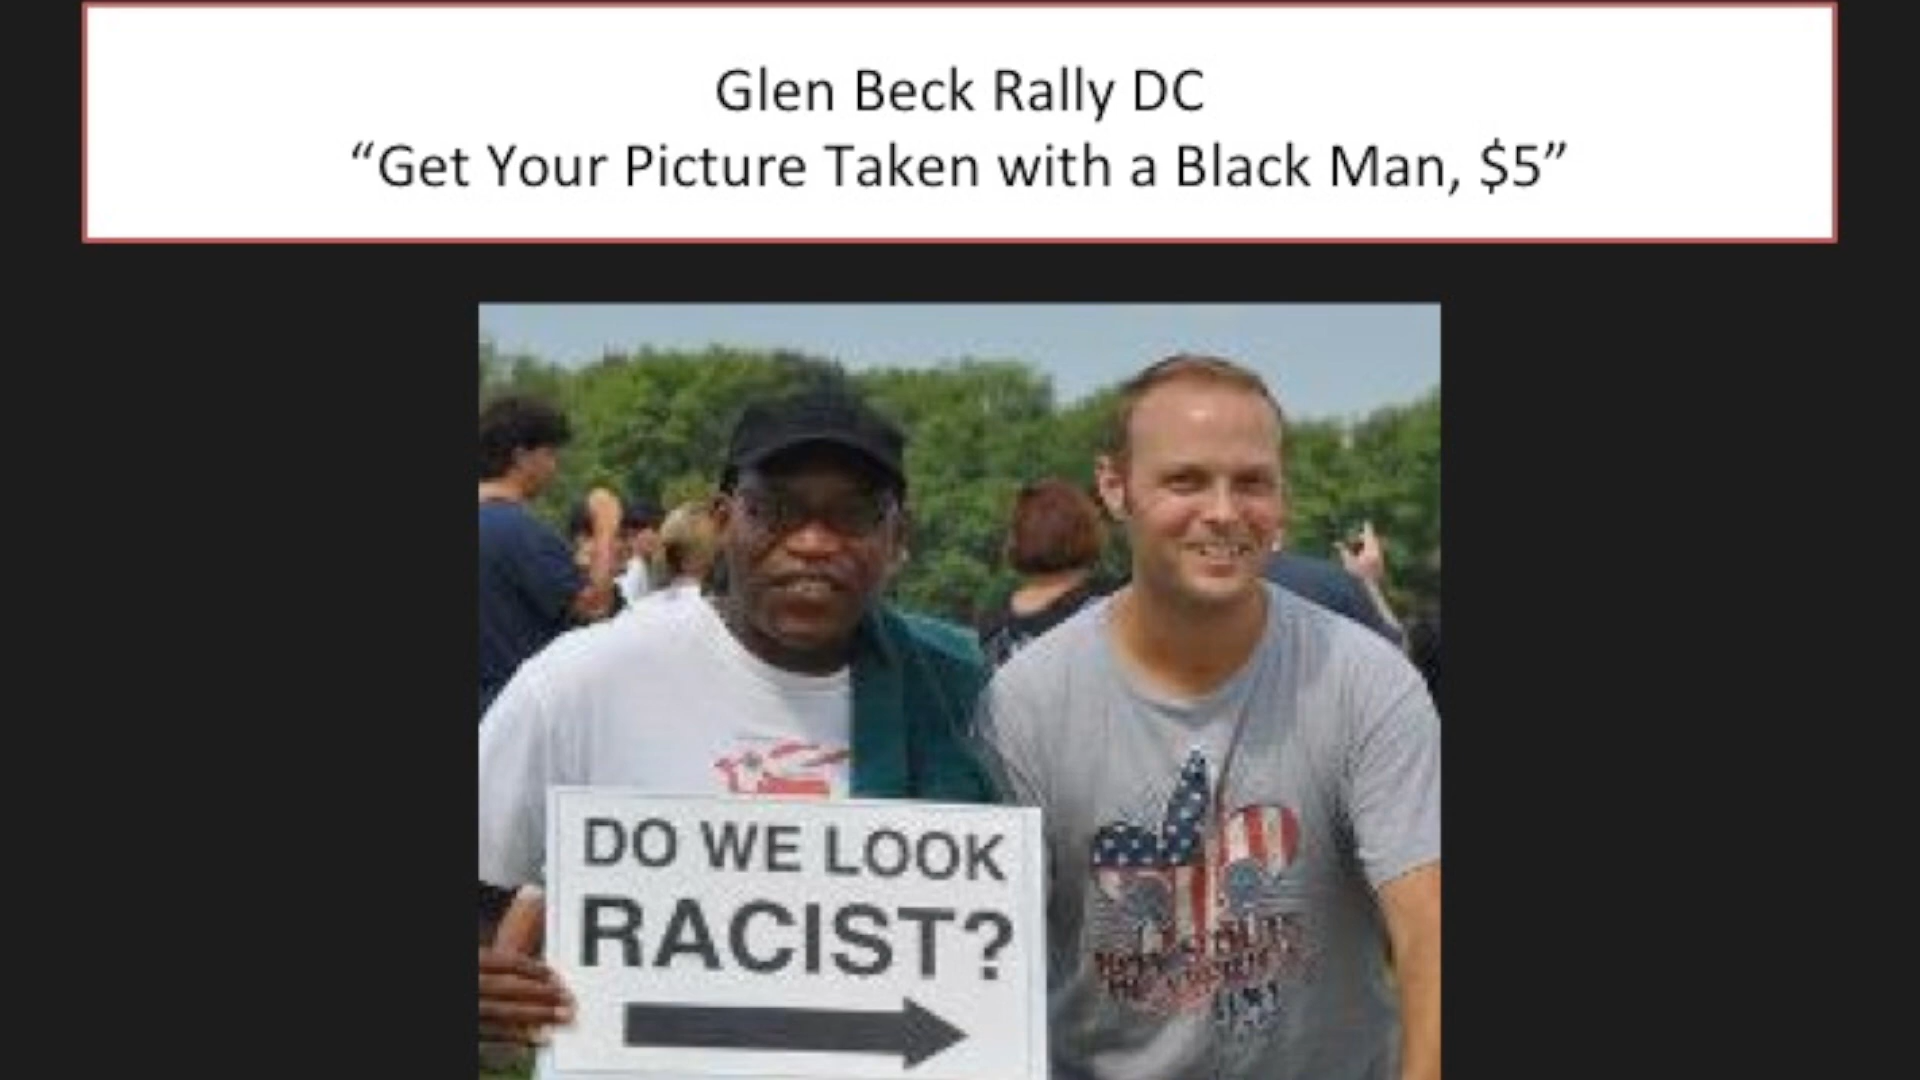 Glen Beck Rally DC
“Get Your Picture Taken with a Black Man, $5”
DO WE LOOK
RACIST?